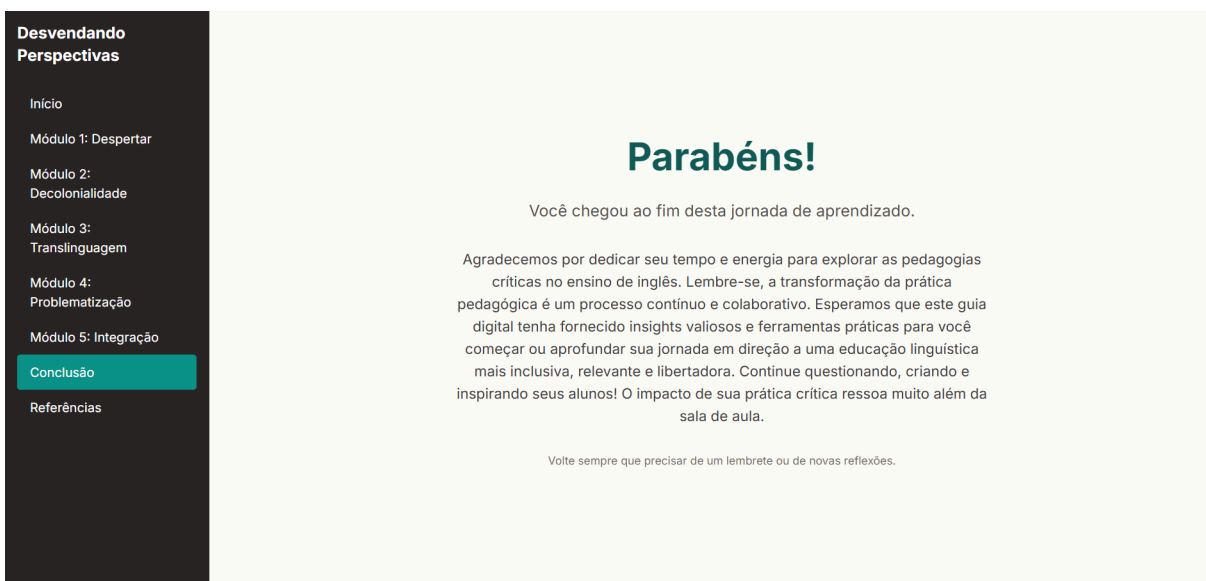 Desvendando
Perspectivas
Início
Módulo 1: Despertar
Módulo 2:
Decolonialidade
Módulo 3:
Translinguagem
Módulo 4:
Problematização
Módulo 5: Integração
Conclusão
Referências
Parabéns!
Você chegou ao fim desta jornada de aprendizado.
Agradecemos por dedicar seu tempo e energia para explorar as pedagogias
críticas no ensino de inglês. Lembre-se, a transformação da prática
pedagógica é um processo contínuo e colaborativo. Esperamos que este guia
digital tenha fornecido insights valiosos e ferramentas práticas para você
começar ou aprofundar sua jornada em direção a uma educação linguística
mais inclusiva, relevante e libertadora. Continue questionando, criando e
inspirando seus alunos! O impacto de sua prática crítica ressoa muito além da
sala de aula.
Volte sempre que precisar de um lembrete ou de novas reflexões.